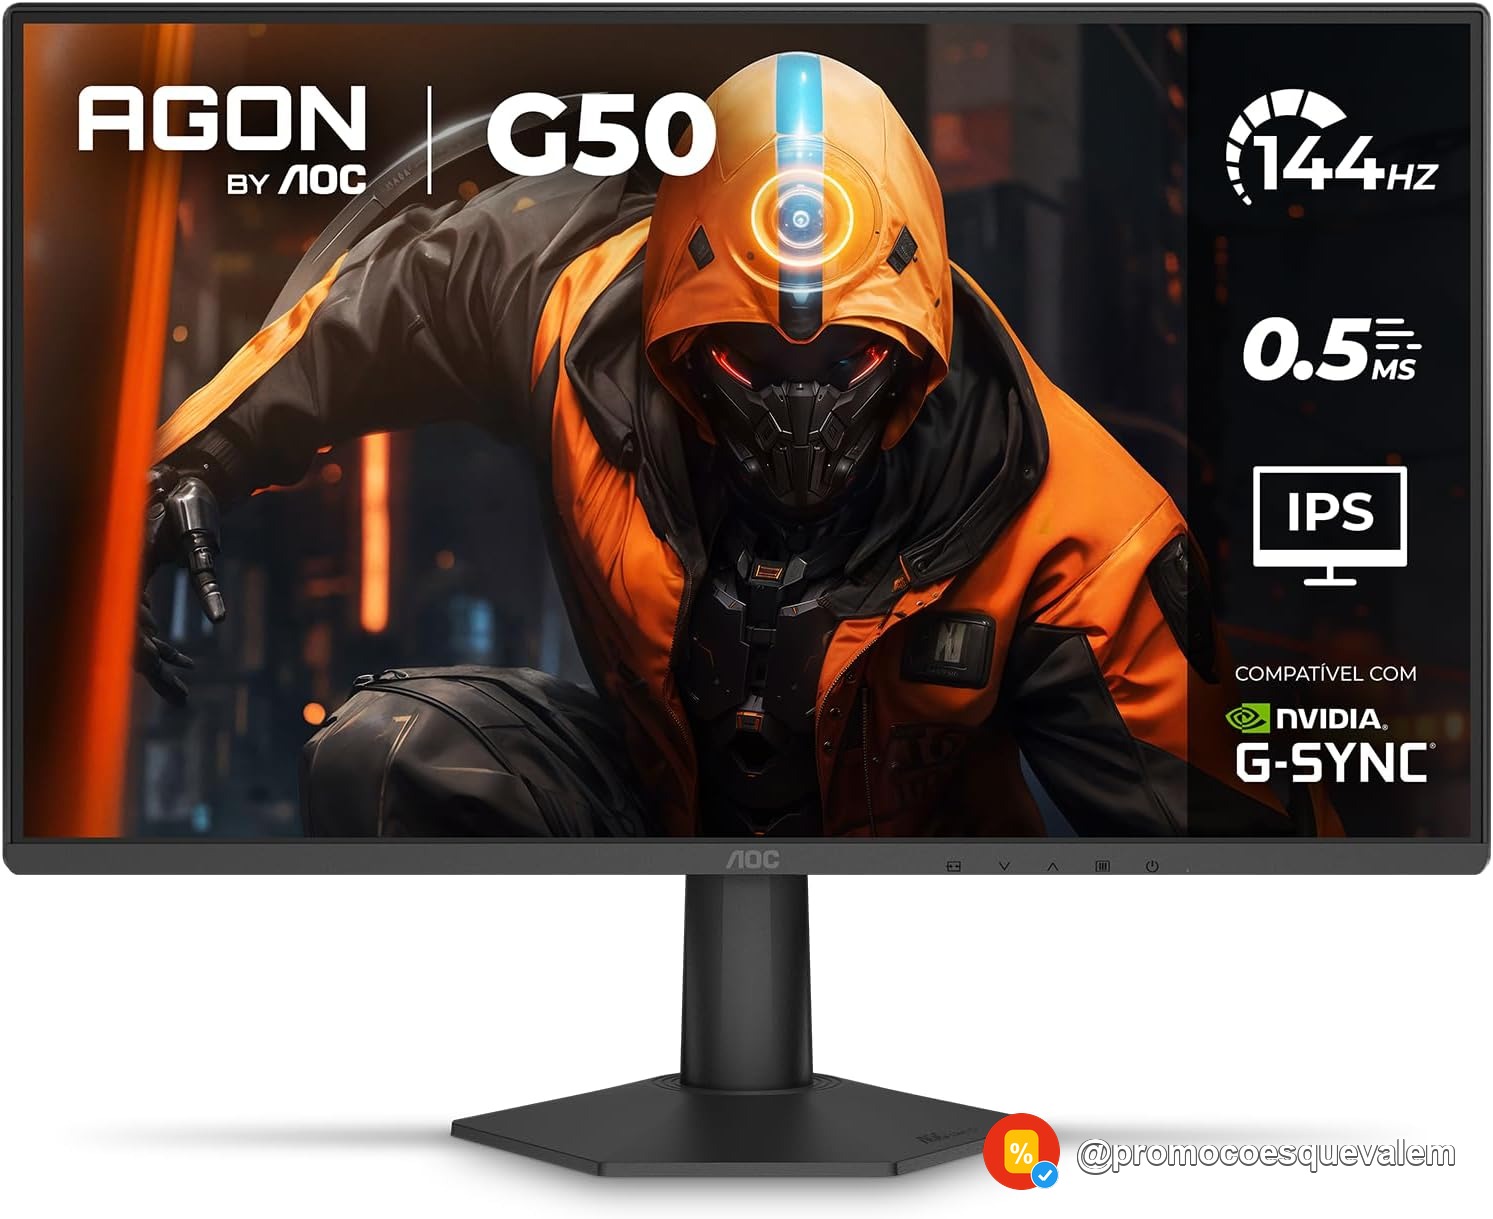 AGON
BY AOC
G50
144HZ
0.5MS
IPS
COMPATÍVEL COM
NVIDIA®
G-SYNC®
AOC
%
@promocoesquevalem